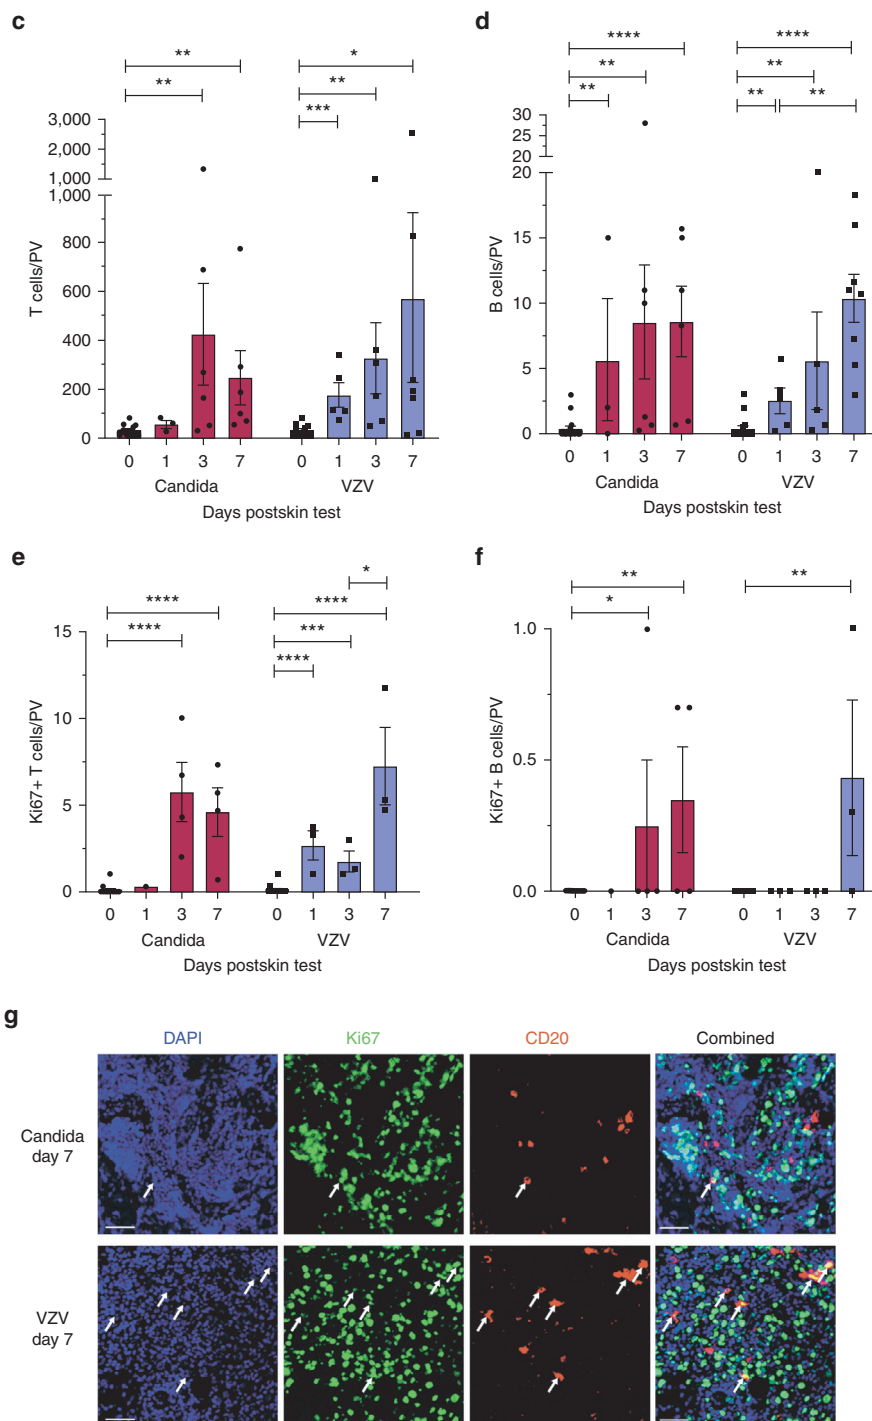 c
** **
* ** ***
3,000
2,500
2,000
1,000
1,000
800
600
400
200
0
T cells/PV
0 1 3 7 0 1 3 7
Candida VZV
Days postskin test
d
**** ** **
**** ** ** **
30
25
20
20
15
10
5
0
B cells/PV
0 1 3 7 0 1 3 7
Candida VZV
Days postskin test
e
**** ****
* **** *** ****
15
10
5
0
Ki67+ T cells/PV
0 1 3 7 0 1 3 7
Candida VZV
Days postskin test
f
** *
**
1.0
0.5
0.0
Ki67+ B cells/PV
0 1 3 7 0 1 3 7
Candida VZV
Days postskin test
g
DAPI Ki67 CD20 Combined
Candida
day 7
VZV
day 7